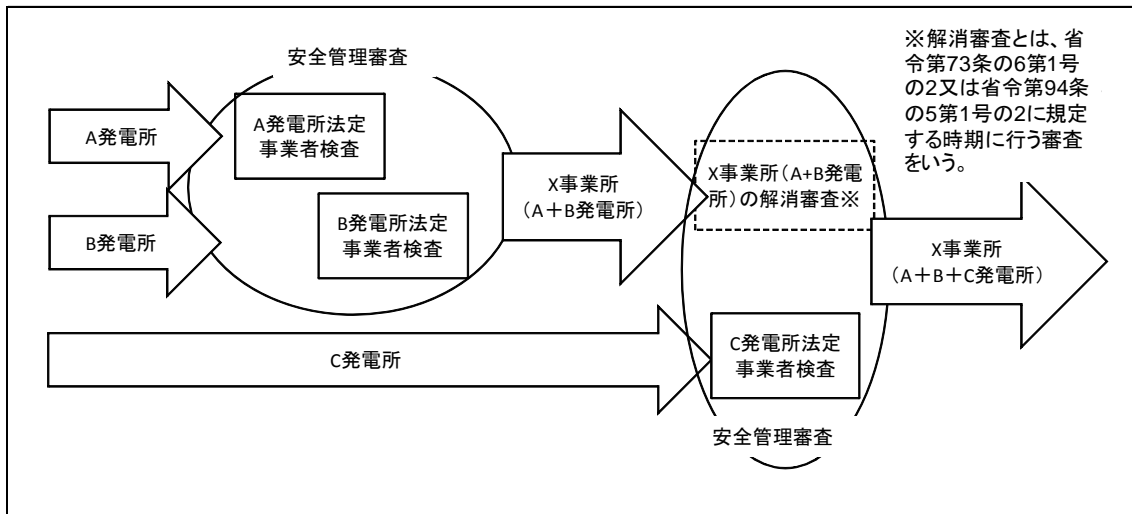 安全管理審査
A発電所
A発電所法定
事業者検査
B発電所
B発電所法定
事業者検査
X事業所
（A＋B発電所）
X事業所（A+B発電
所）の解消審査※
※解消審査とは、省
令第73条の6第1号
の2又は省令第94条
の5第1号の2に規定
する時期に行う審査
をいう。
X事業所
（A＋B＋C発電所）
C発電所
C発電所法定
事業者検査
安全管理審査